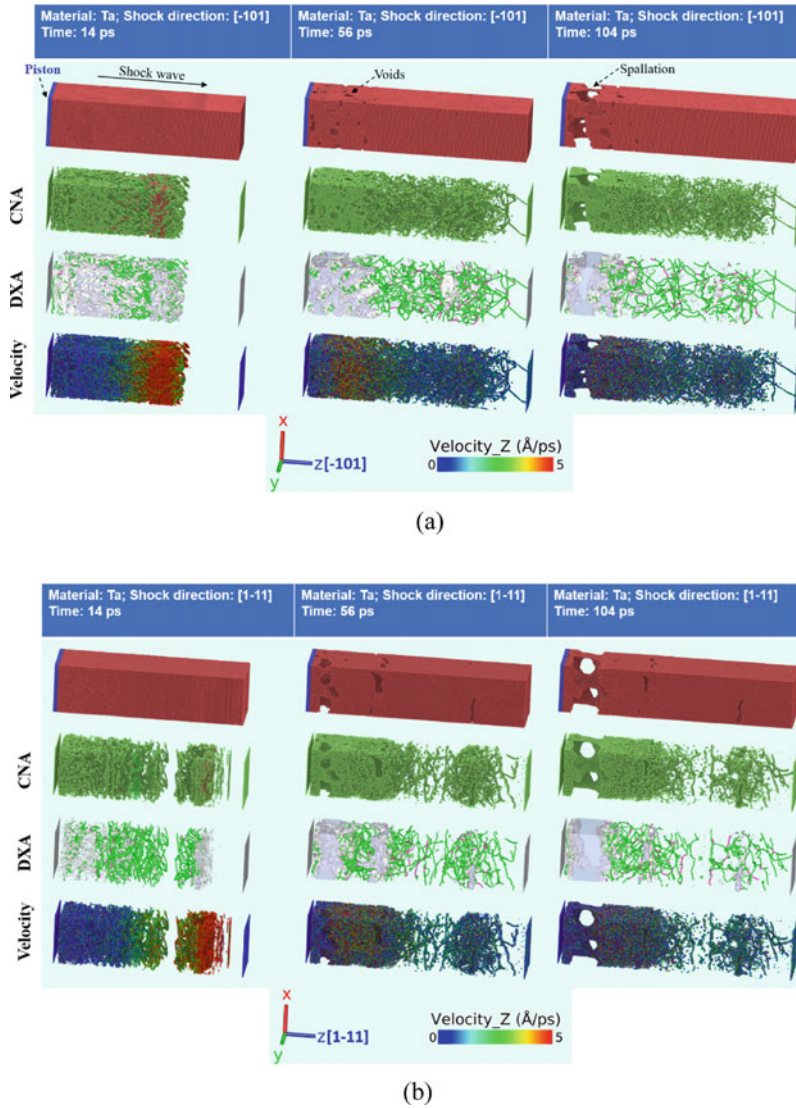 Material: Ta; Shock direction: [-101]
Time: 14 ps
Material: Ta; Shock direction: [-101]
Time: 56 ps
Material: Ta; Shock direction: [-101]
Time: 104 ps
Piston
Shock wave
Voids
Spallation
CNA
DXA
Velocity
x
y
z[-101]
Velocity_Z (Å/ps)
0
5
(a)
Material: Ta; Shock direction: [1-11]
Time: 14 ps
Material: Ta; Shock direction: [1-11]
Time: 56 ps
Material: Ta; Shock direction: [1-11]
Time: 104 ps
CNA
DXA
Velocity
x
y
z[1-11]
Velocity_Z (Å/ps)
0
5
(b)